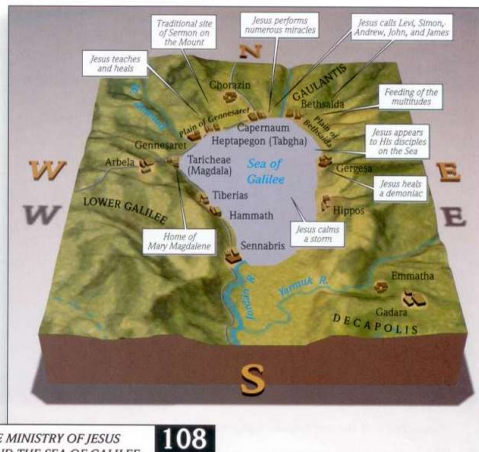 Traditional site
of Sermon on
the Mount
Jesus performs
numerous miracles
Jesus calls Levi, Simon,
Andrew, John, and James
Jesus teaches
and heals
N
Chorazin
GAULANTIS
Bethsaida
Feeding of the
multitudes
Plain of Gennesaret
Plain of
Bethsaida
Capernaum
Heptapegon (Tabgha)
Gennesaret
Jesus appears
to His disciples
on the Sea
W
Arbela
Taricheae
(Magdala)
Sea of
Galilee
Gergesa
E
Jesus heals
a demoniac
W
LOWER GALILEE
Tiberias
Hammath
Hippos
E
Home of
Mary Magdalene
Jesus calms
a storm
Sennabris
Jordan R.
Yarmuk R.
Emmatha
Gadara
DECAPOLIS
S
MINISTRY OF JESUS
THE SEA OF GALILEE
108